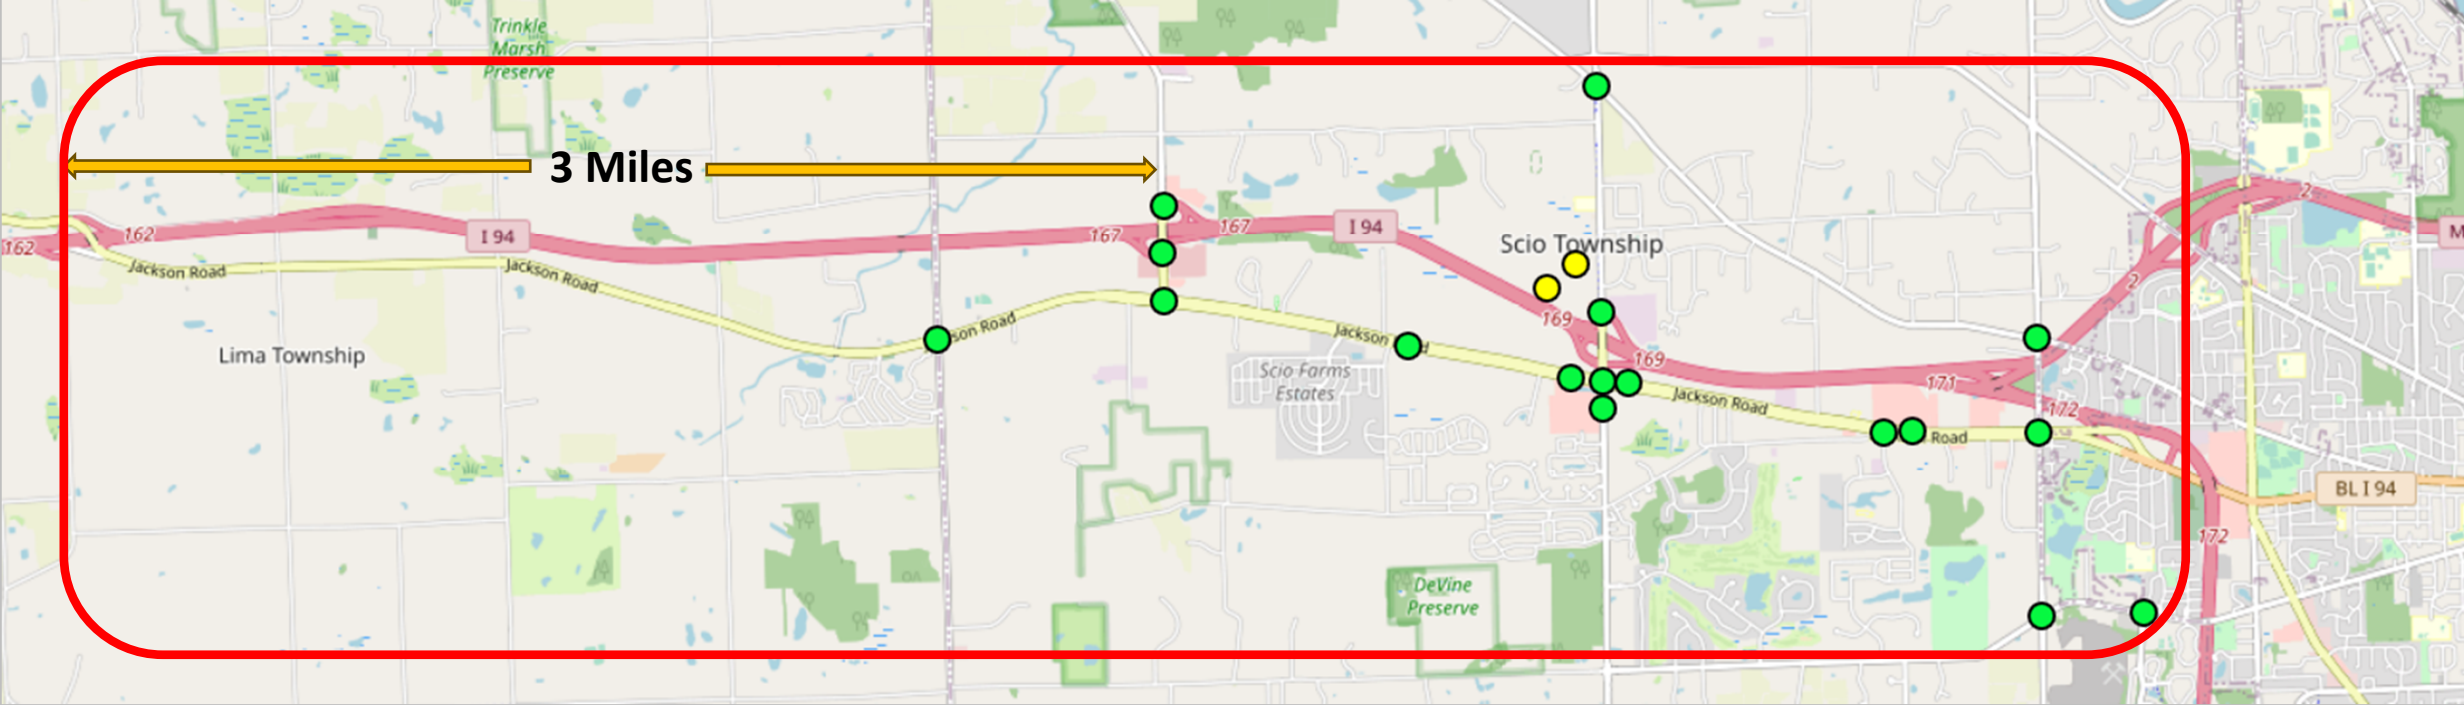 Trinkle
Marsh
Preserve
3 Miles
162
162
I 94
167
167
I 94
Scio Township
2
2
M
Jackson Road
Jackson Road
son Road
Jackson
d
169
169
171
172
Lima Township
Scio Farms
Estates
Jackson Road
Road
BL I 94
172
DeVine
Preserve